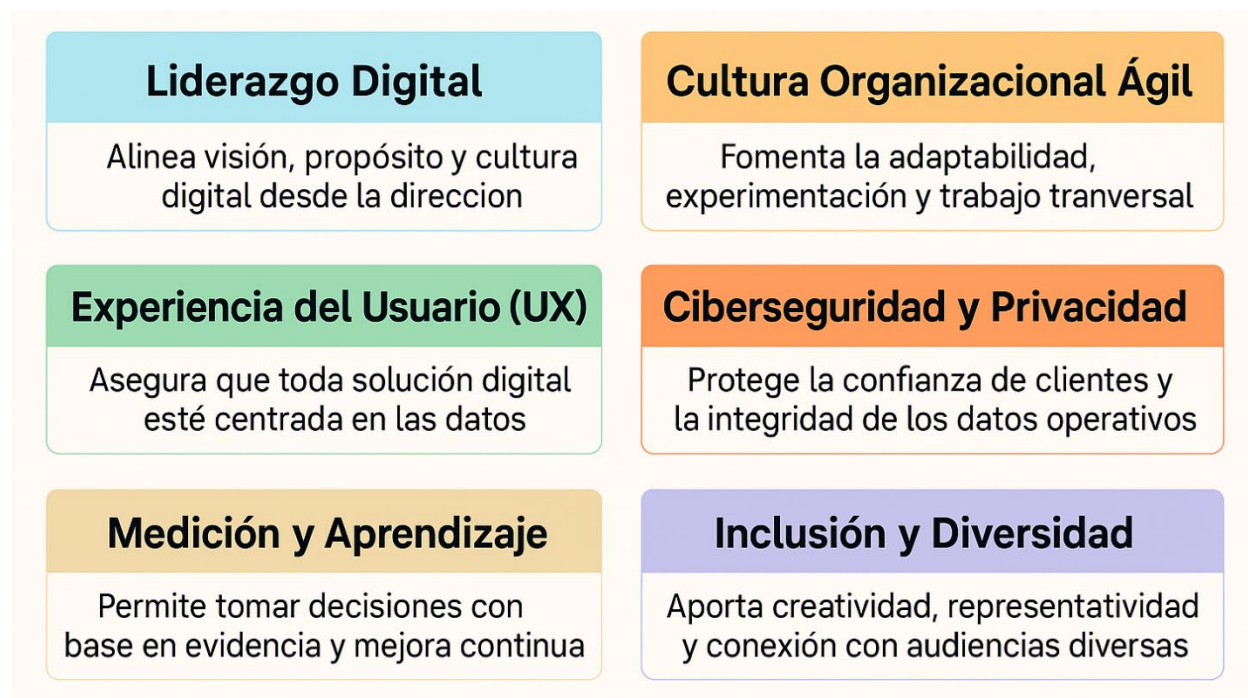 Liderazgo Digital
Alinea visión, propósito y cultura
digital desde la direccion
Cultura Organizacional Ágil
Fomenta la adaptabilidad,
experimentación y trabajo tranversal
Experiencia del Usuario (UX)
Asegura que toda solución digital
esté centrada en las datos
Ciberseguridad y Privacidad
Protege la confianza de clientes y
la integridad de los datos operativos
Medición y Aprendizaje
Permite tomar decisiones con
base en evidencia y mejora continua
Inclusión y Diversidad
Aporta creatividad, representatividad
y conexión con audiencias diversas